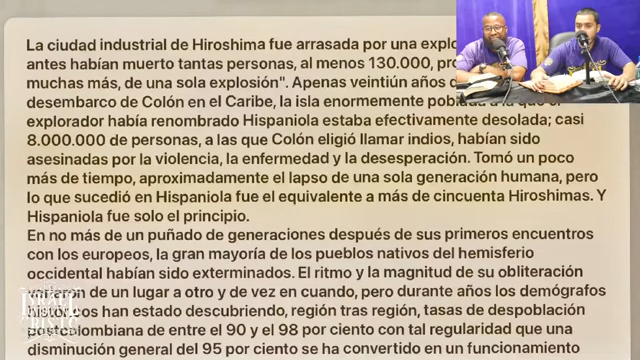 La ciudad industrial de Hiroshima fue arrasada por una
antes habían muerto tantas personas, al menos 130.000,
muchas más, de una sola explosión". Apenas veintiún años
desembarco de Colón en el Caribe, la isla enormemente
explorador había renombrado Hispaniola estaba efectivamente desolada; casi
8.000.000 de personas, a las que Colón eligió llamar indios, habían sido
asesinadas por la violencia, la enfermedad y la desesperación. Tomó un poco
más de tiempo, aproximadamente el lapso de una sola generación humana, pero
lo que sucedió en Hispaniola fue el equivalente a más de cincuenta Hiroshimas. Y
Hispaniola fue solo el principio.
En no más de un puñado de generaciones después de sus primeros encuentros
con los europeos, la gran mayoría de los pueblos nativos del hemisferio
occidental habían sido exterminados. El ritmo y la magnitud de su obliteración
de un lugar a otro y de vez en cuando, pero durante años los demógrafos
históricos han estado descubriendo, región tras región, tasas de despoblación
postcolombiana de entre el 90 y el 98 por ciento con tal regularidad que una
disminución general del 95 por ciento se ha convertido en un funcionamiento
ISRAEL